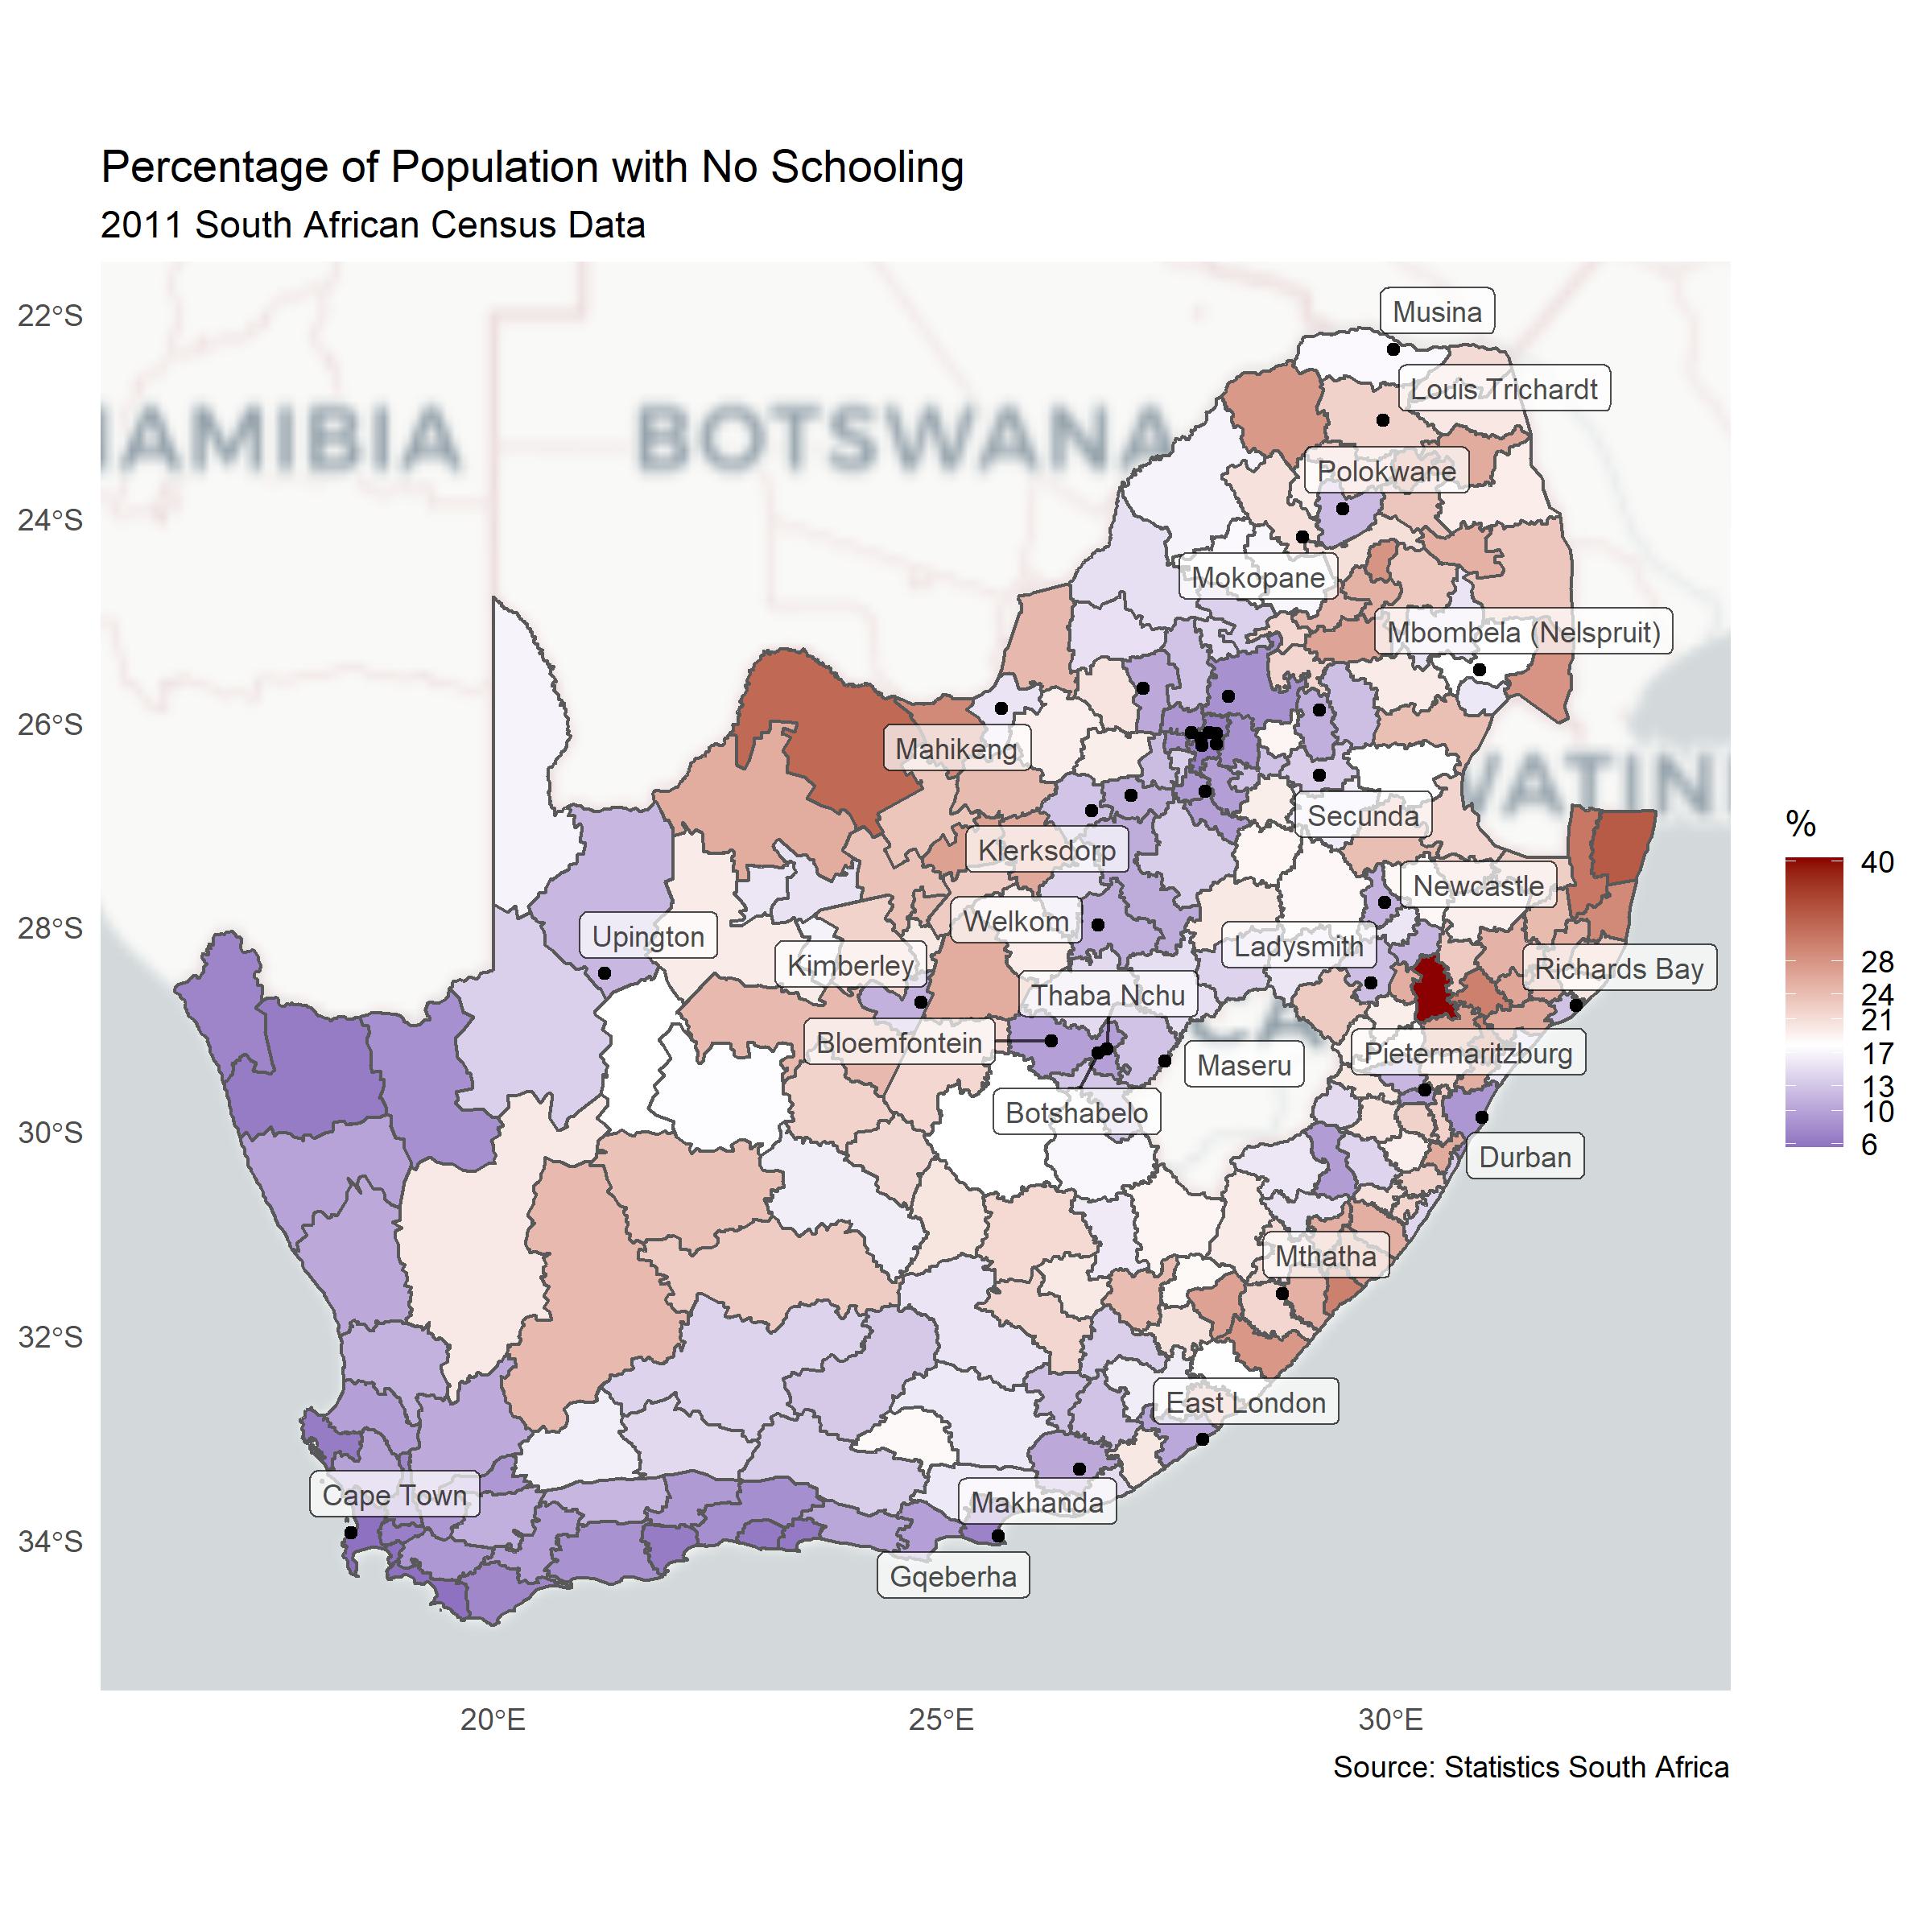 Percentage of Population with No Schooling
2011 South African Census Data
22°S
24°S
26°S
28°S
30°S
32°S
34°S
AMIBIA
BOTSWANA
Musina
Louis Trichardt
Polokwane
Mokopane
Mbombela (Nelspruit)
Mahikeng
WATINI
Secunda
Klerksdorp
Newcastle
Welkom
Upington
Ladysmith
Kimberley
Richards Bay
Thaba Nchu
Bloemfontein
Pietermaritzburg
Maseru
Botshabelo
Durban
Mthatha
East London
Cape Town
Makhanda
Gqeberha
%
40
28
24
21
17
13
10
6
20°E
25°E
30°E
Source: Statistics South Africa